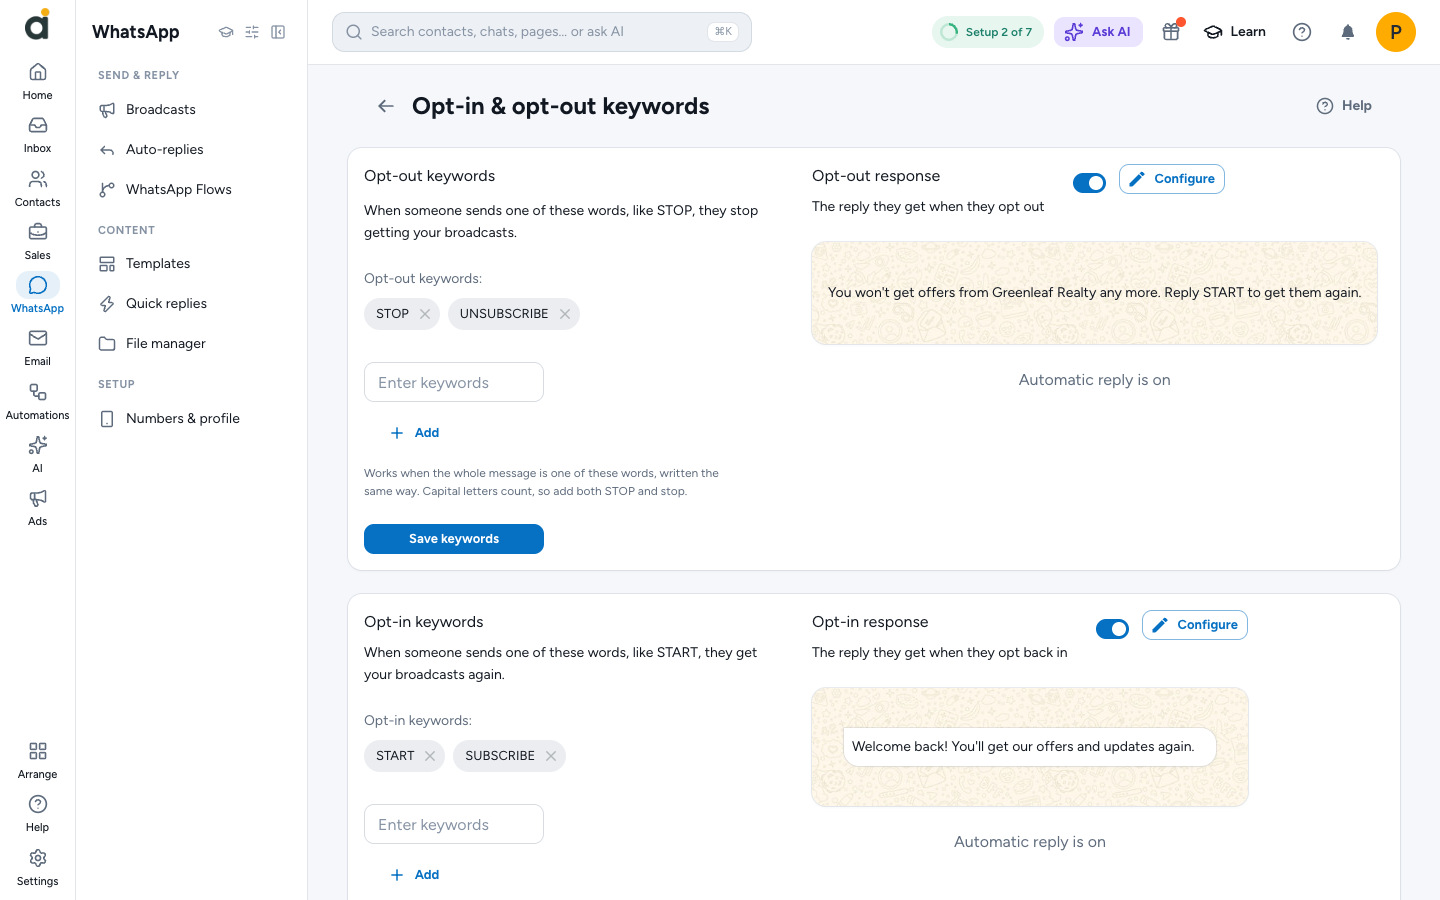 WhatsApp
Search contacts, chats, pages... or ask AI
⌘K
Setup 2 of 7
Ask AI
Learn
P
Home
Inbox
Contacts
Sales
WhatsApp
Email
Automations
AI
Ads
Arrange
Help
Settings
SEND & REPLY
Broadcasts
Auto-replies
WhatsApp Flows
CONTENT
Templates
Quick replies
File manager
SETUP
Numbers & profile
Opt-in & opt-out keywords
Help
Opt-out keywords
When someone sends one of these words, like STOP, they stop
getting your broadcasts.
Opt-out keywords:
STOP
UNSUBSCRIBE
Enter keywords
Add
Works when the whole message is one of these words, written the
same way. Capital letters count, so add both STOP and stop.
Save keywords
Opt-out response
The reply they get when they opt out
Configure
You won't get offers from Greenleaf Realty any more. Reply START to get them again.
Automatic reply is on
Opt-in keywords
When someone sends one of these words, like START, they get
your broadcasts again.
Opt-in keywords:
START
SUBSCRIBE
Enter keywords
Add
Opt-in response
The reply they get when they opt back in
Configure
Welcome back! You'll get our offers and updates again.
Automatic reply is on